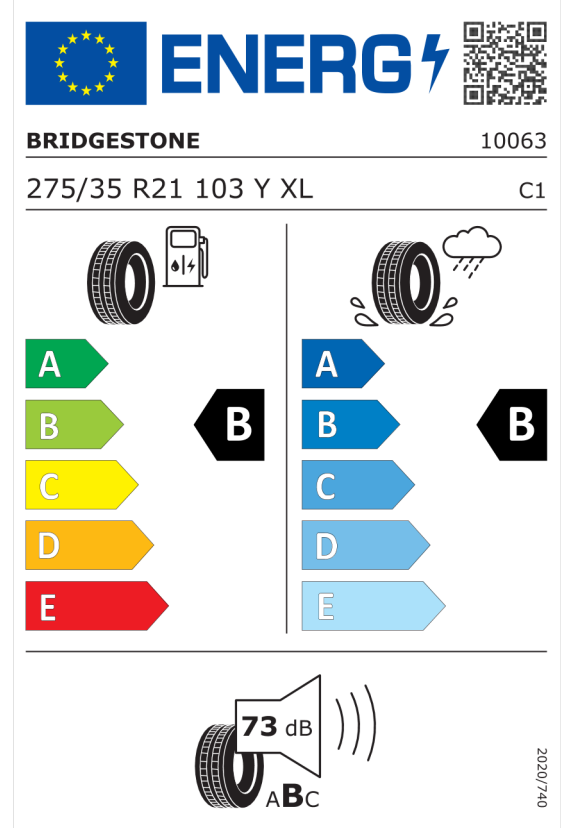 ENERG
BRIDGESTONE 10063
275/35 R21 103 Y XL C1
A A
B B B B
C C
D D
E E
73 dB
ABC
2020/740